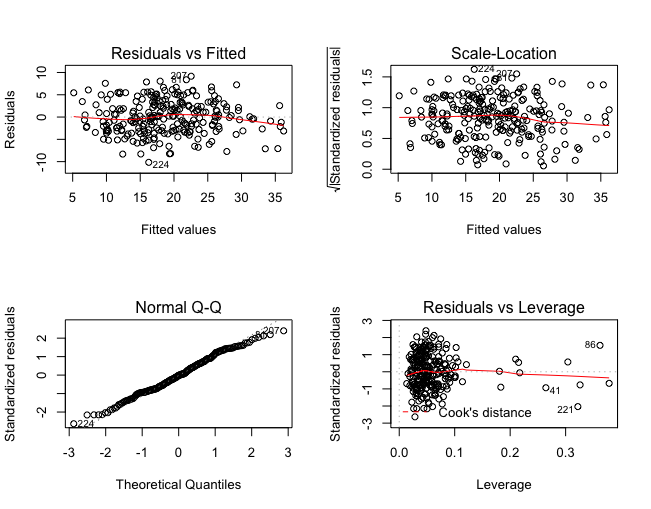 Residuals vs Fitted
Residuals
10
5
0
-10
207
81
224
5 10 15 20 25 30 35
Fitted values
Scale-Location
√|Standardized residuals|
1.5
1.0
0.5
0.0
224
207
5 10 15 20 25 30 35
Fitted values
Normal Q-Q
Standardized residuals
2
1
0
-2
207
224
-3 -2 -1 0 1 2 3
Theoretical Quantiles
Residuals vs Leverage
Standardized residuals
3
1
-1
-3
86
41
221
Cook's distance
0.0 0.1 0.2 0.3
Leverage